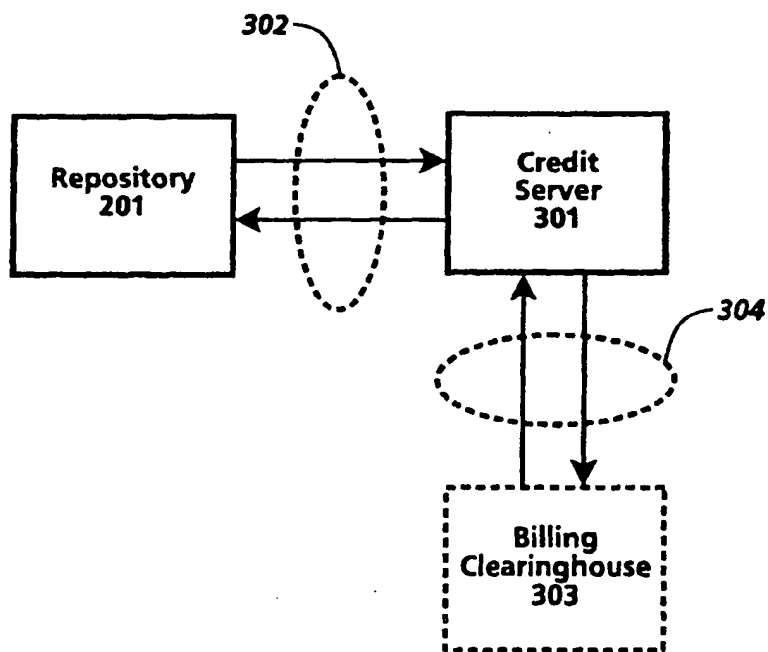 302
Repository
201
Credit
Server
301
304
Billing
Clearinghouse
303